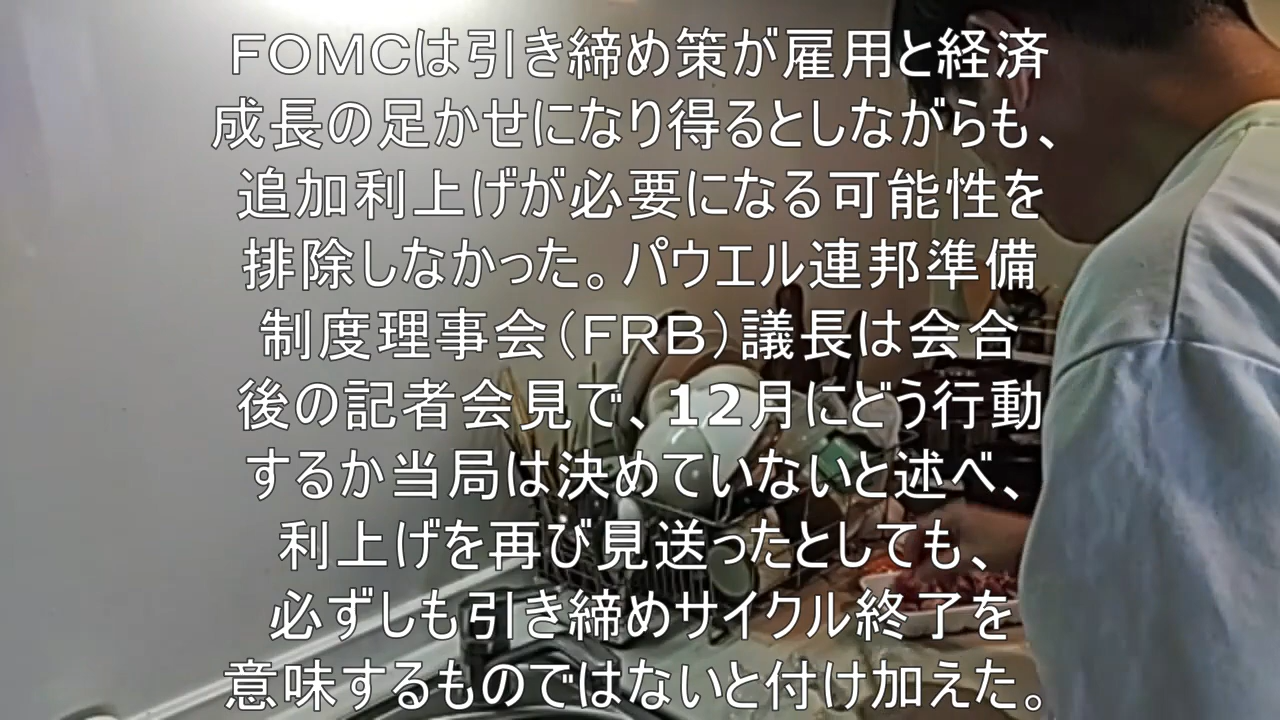 ＦＯＭＣは引き締め策が雇用と経済
成長の足かせになり得るとしながらも、
追加利上げが必要になる可能性を
排除しなかった。パウエル連邦準備
制度理事会（ＦＲＢ）議長は会合
後の記者会見で、12月にどう行動
するか当局は決めていないと述べ、
利上げを再び見送ったとしても、
必ずしも引き締めサイクル終了を
意味するものではないと付け加えた。